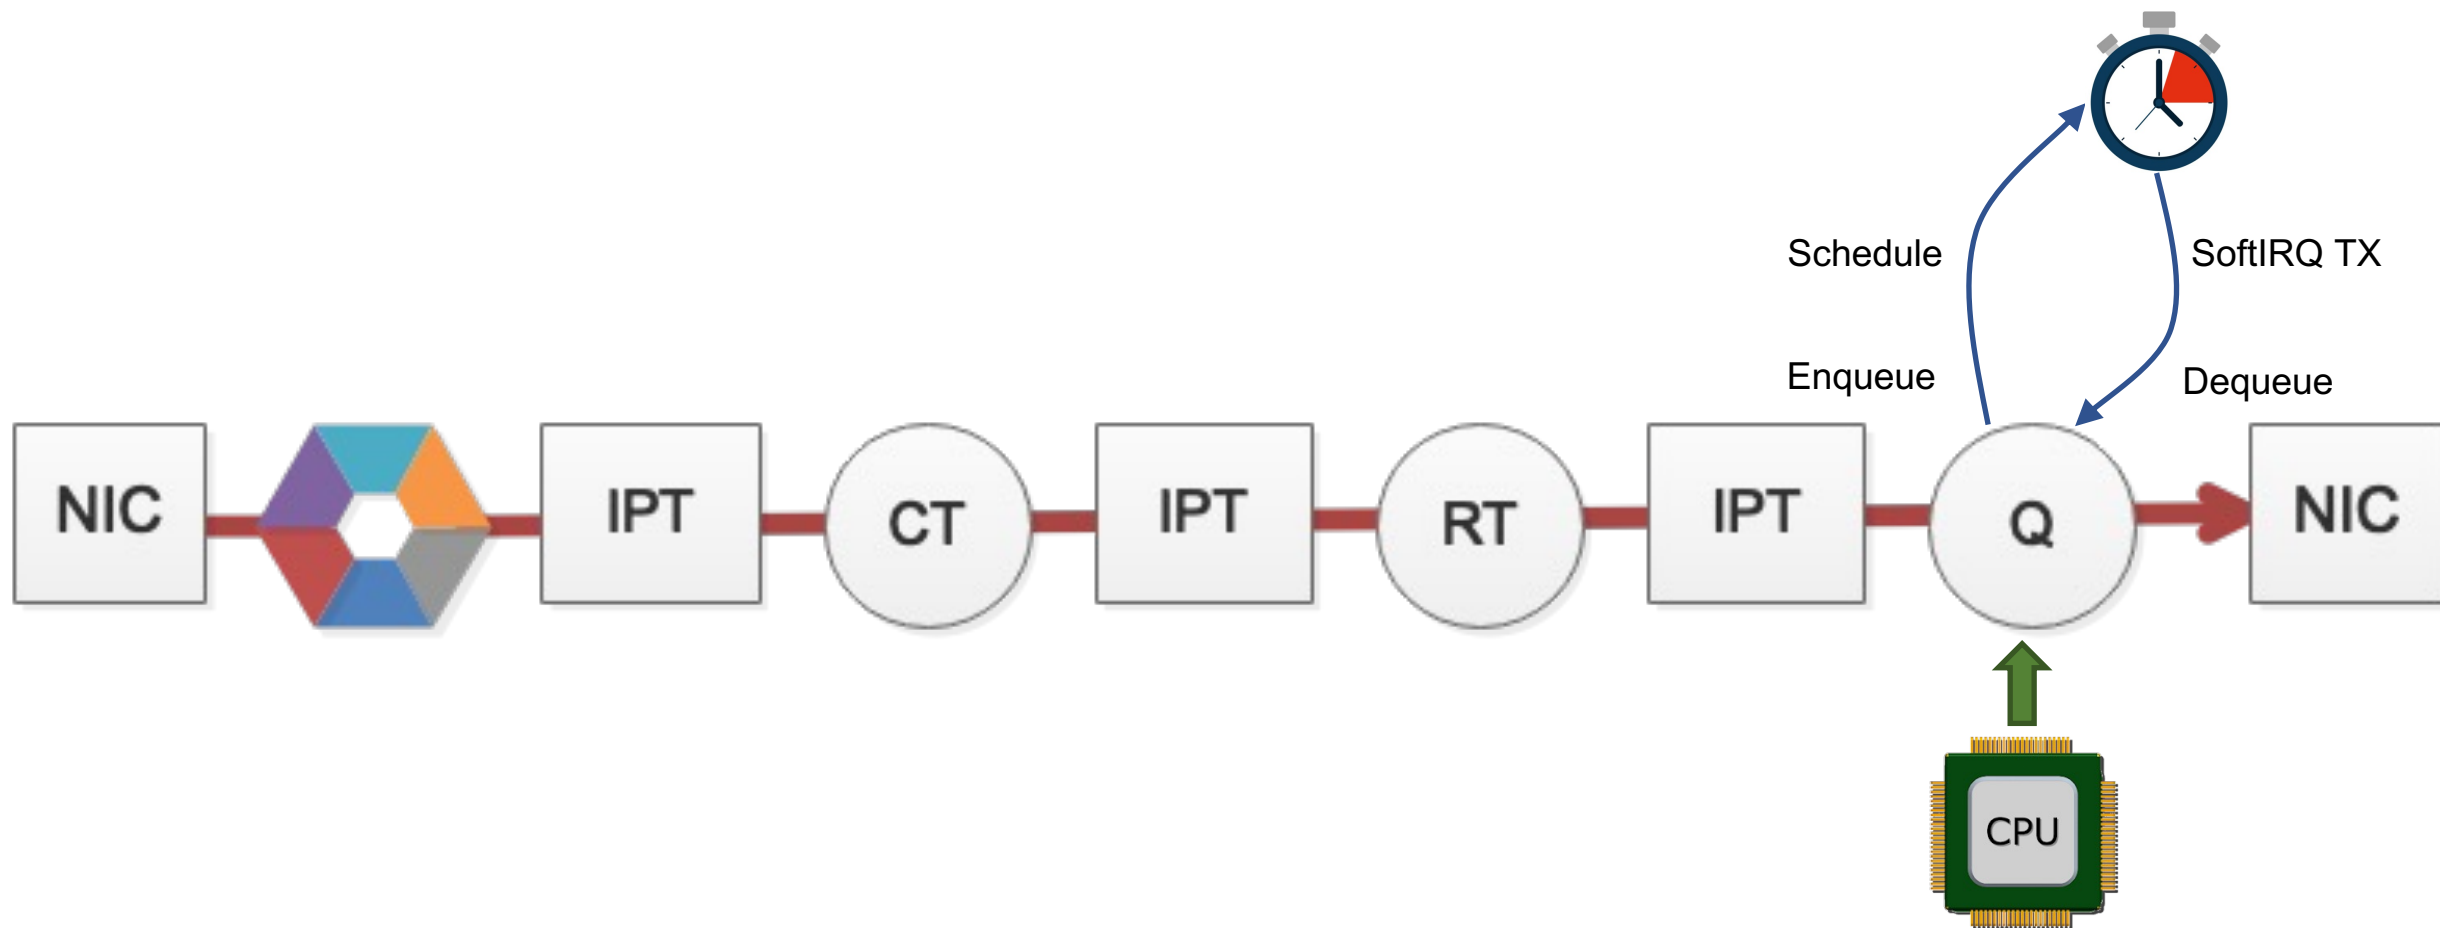 Schedule
SoftIRQ TX
Enqueue
Dequeue
NIC
IPT
CT
IPT
RT
IPT
Q
NIC
CPU